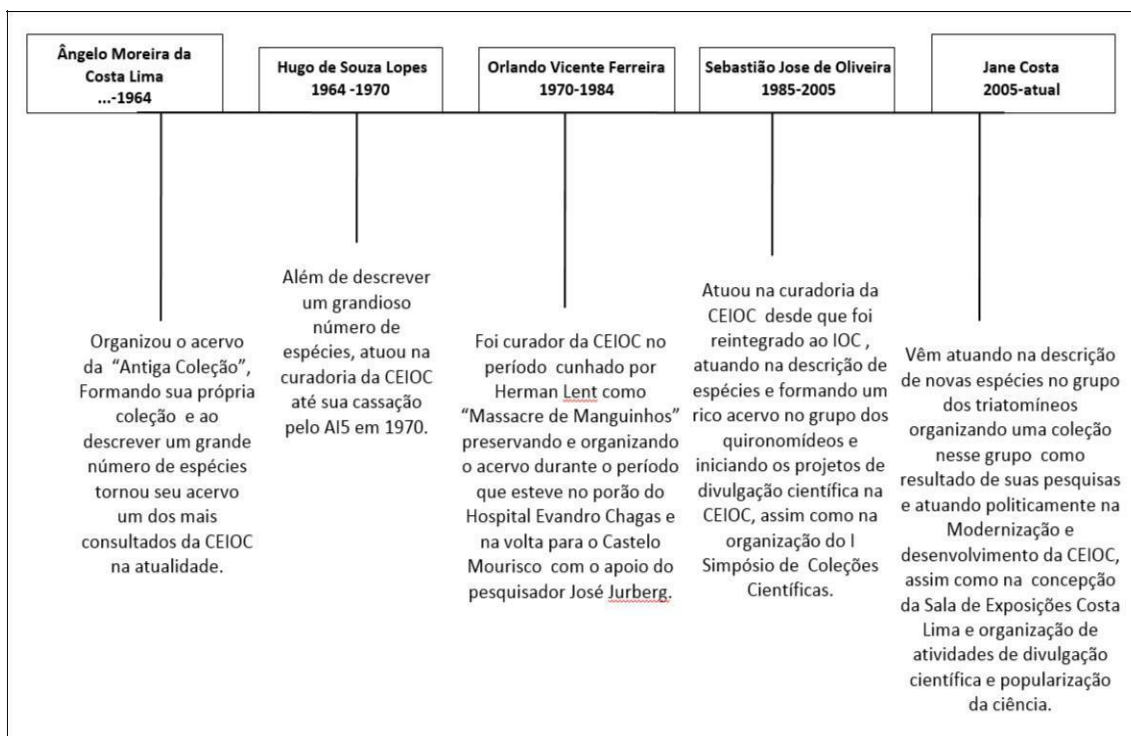 Ângelo Moreira da
Costa Lima
...-1964
Hugo de Souza Lopes
1964 -1970
Orlando Vicente Ferreira
1970-1984
Sebastião Jose de Oliveira
1985-2005
Jane Costa
2005-atual
Organizou o acervo
da “Antiga Coleção”,
Formando sua própria
coleção e ao
descrever um grande
número de espécies
tornou seu acervo
um dos mais
consultados da CEIOC
na atualidade.
Além de descrever
um grandioso
número de
espécies, atuou na
curadoria da CEIOC
até sua cassação
pelo AI5 em 1970.
Foi curador da CEIOC no
período cunhado por
Herman Lent como
“Massacre de Manguinhos”
preservando e organizando
o acervo durante o período
que esteve no porão do
Hospital Evandro Chagas e
na volta para o Castelo
Mourisco com o apoio do
pesquisador José Jurberg.
Atuou na curadoria da
CEIOC desde que foi
reintegrado ao IOC ,
atuando na descrição de
espécies e formando um
rico acervo no grupo dos
quironomídeos e
iniciando os projetos de
divulgação científica na
CEIOC, assim como na
organização do I
Simpósio de Coleções
Científicas.
Vêm atuando na descrição
de novas espécies no grupo
dos triatomíneos
organizando uma coleção
nesse grupo como
resultado de suas pesquisas
e atuando politicamente na
Modernização e
desenvolvimento da CEIOC,
assim como na concepção
da Sala de Exposições Costa
Lima e organização de
atividades de divulgação
científica e popularização
da ciência.